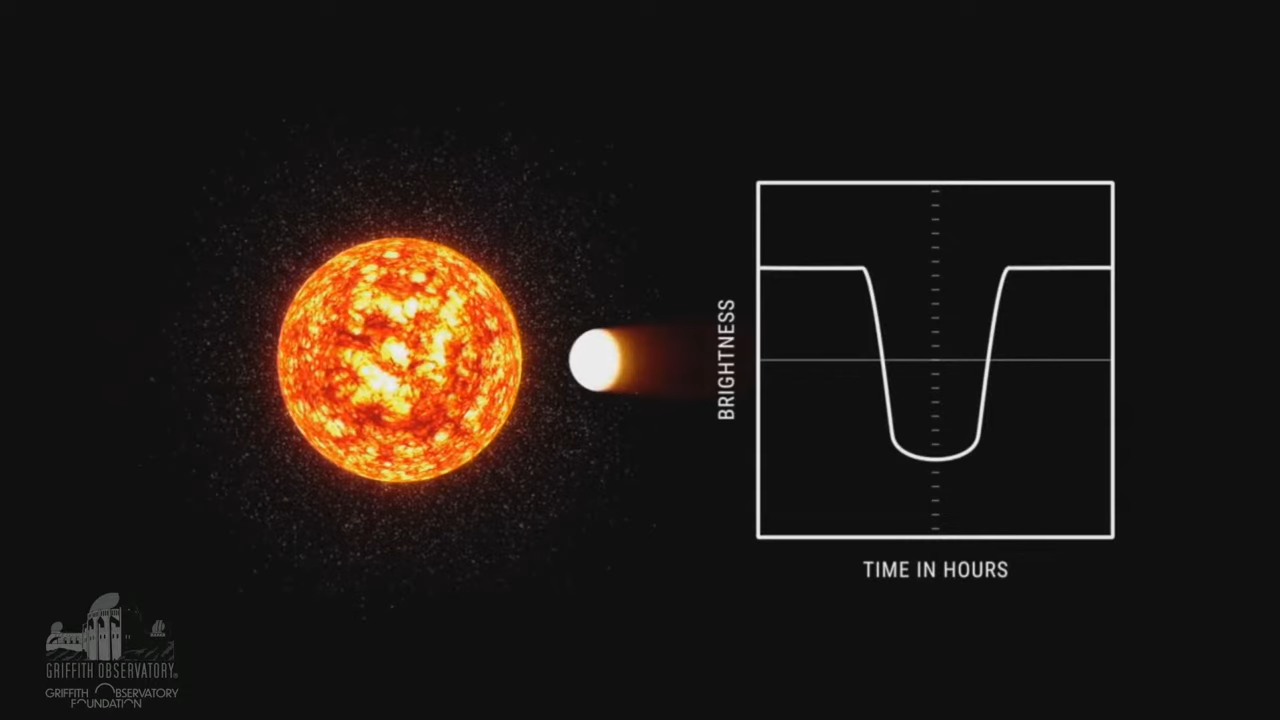 BRIGHTNESS
TIME IN HOURS
GRIFFITH OBSERVATORY
GRIFFITH OBSERVATORY
FOUNDATION